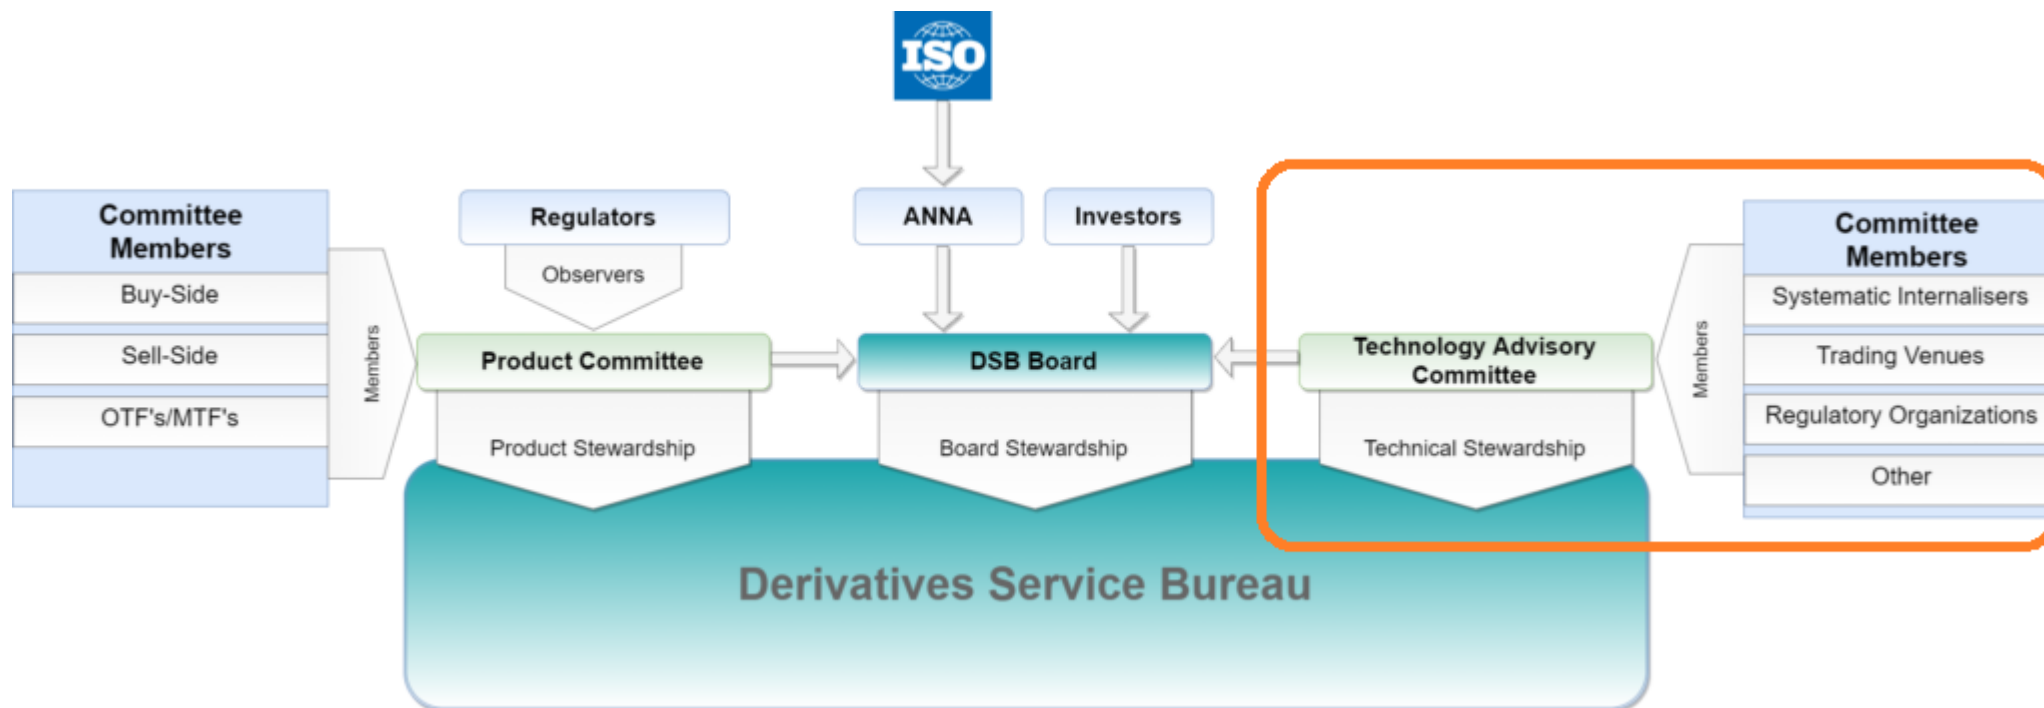 ISO
Committee
Members
Buy-Side
Sell-Side
OTF's/MTF's
Members
Regulators
Observers
Product Committee
Product Stewardship
ANNA
Investors
DSB Board
Board Stewardship
Technology Advisory
Committee
Technical Stewardship
Members
Committee
Members
Systematic Internalisers
Trading Venues
Regulatory Organizations
Other
Derivatives Service Bureau